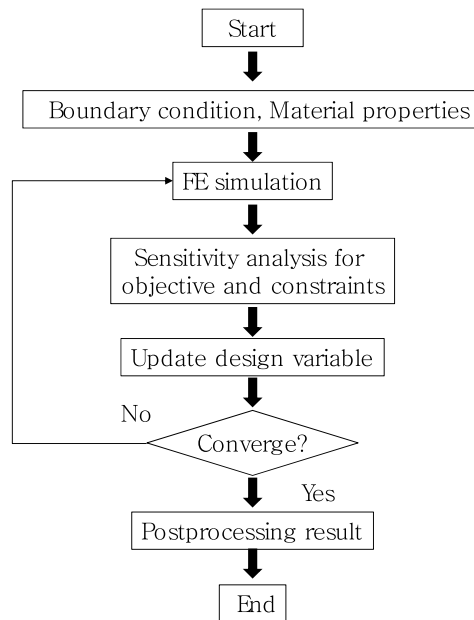 Start
Boundary condition, Material properties
FE simulation
Sensitivity analysis for
objective and constraints
Update design variable
No
Converge?
Yes
Postprocessing result
End